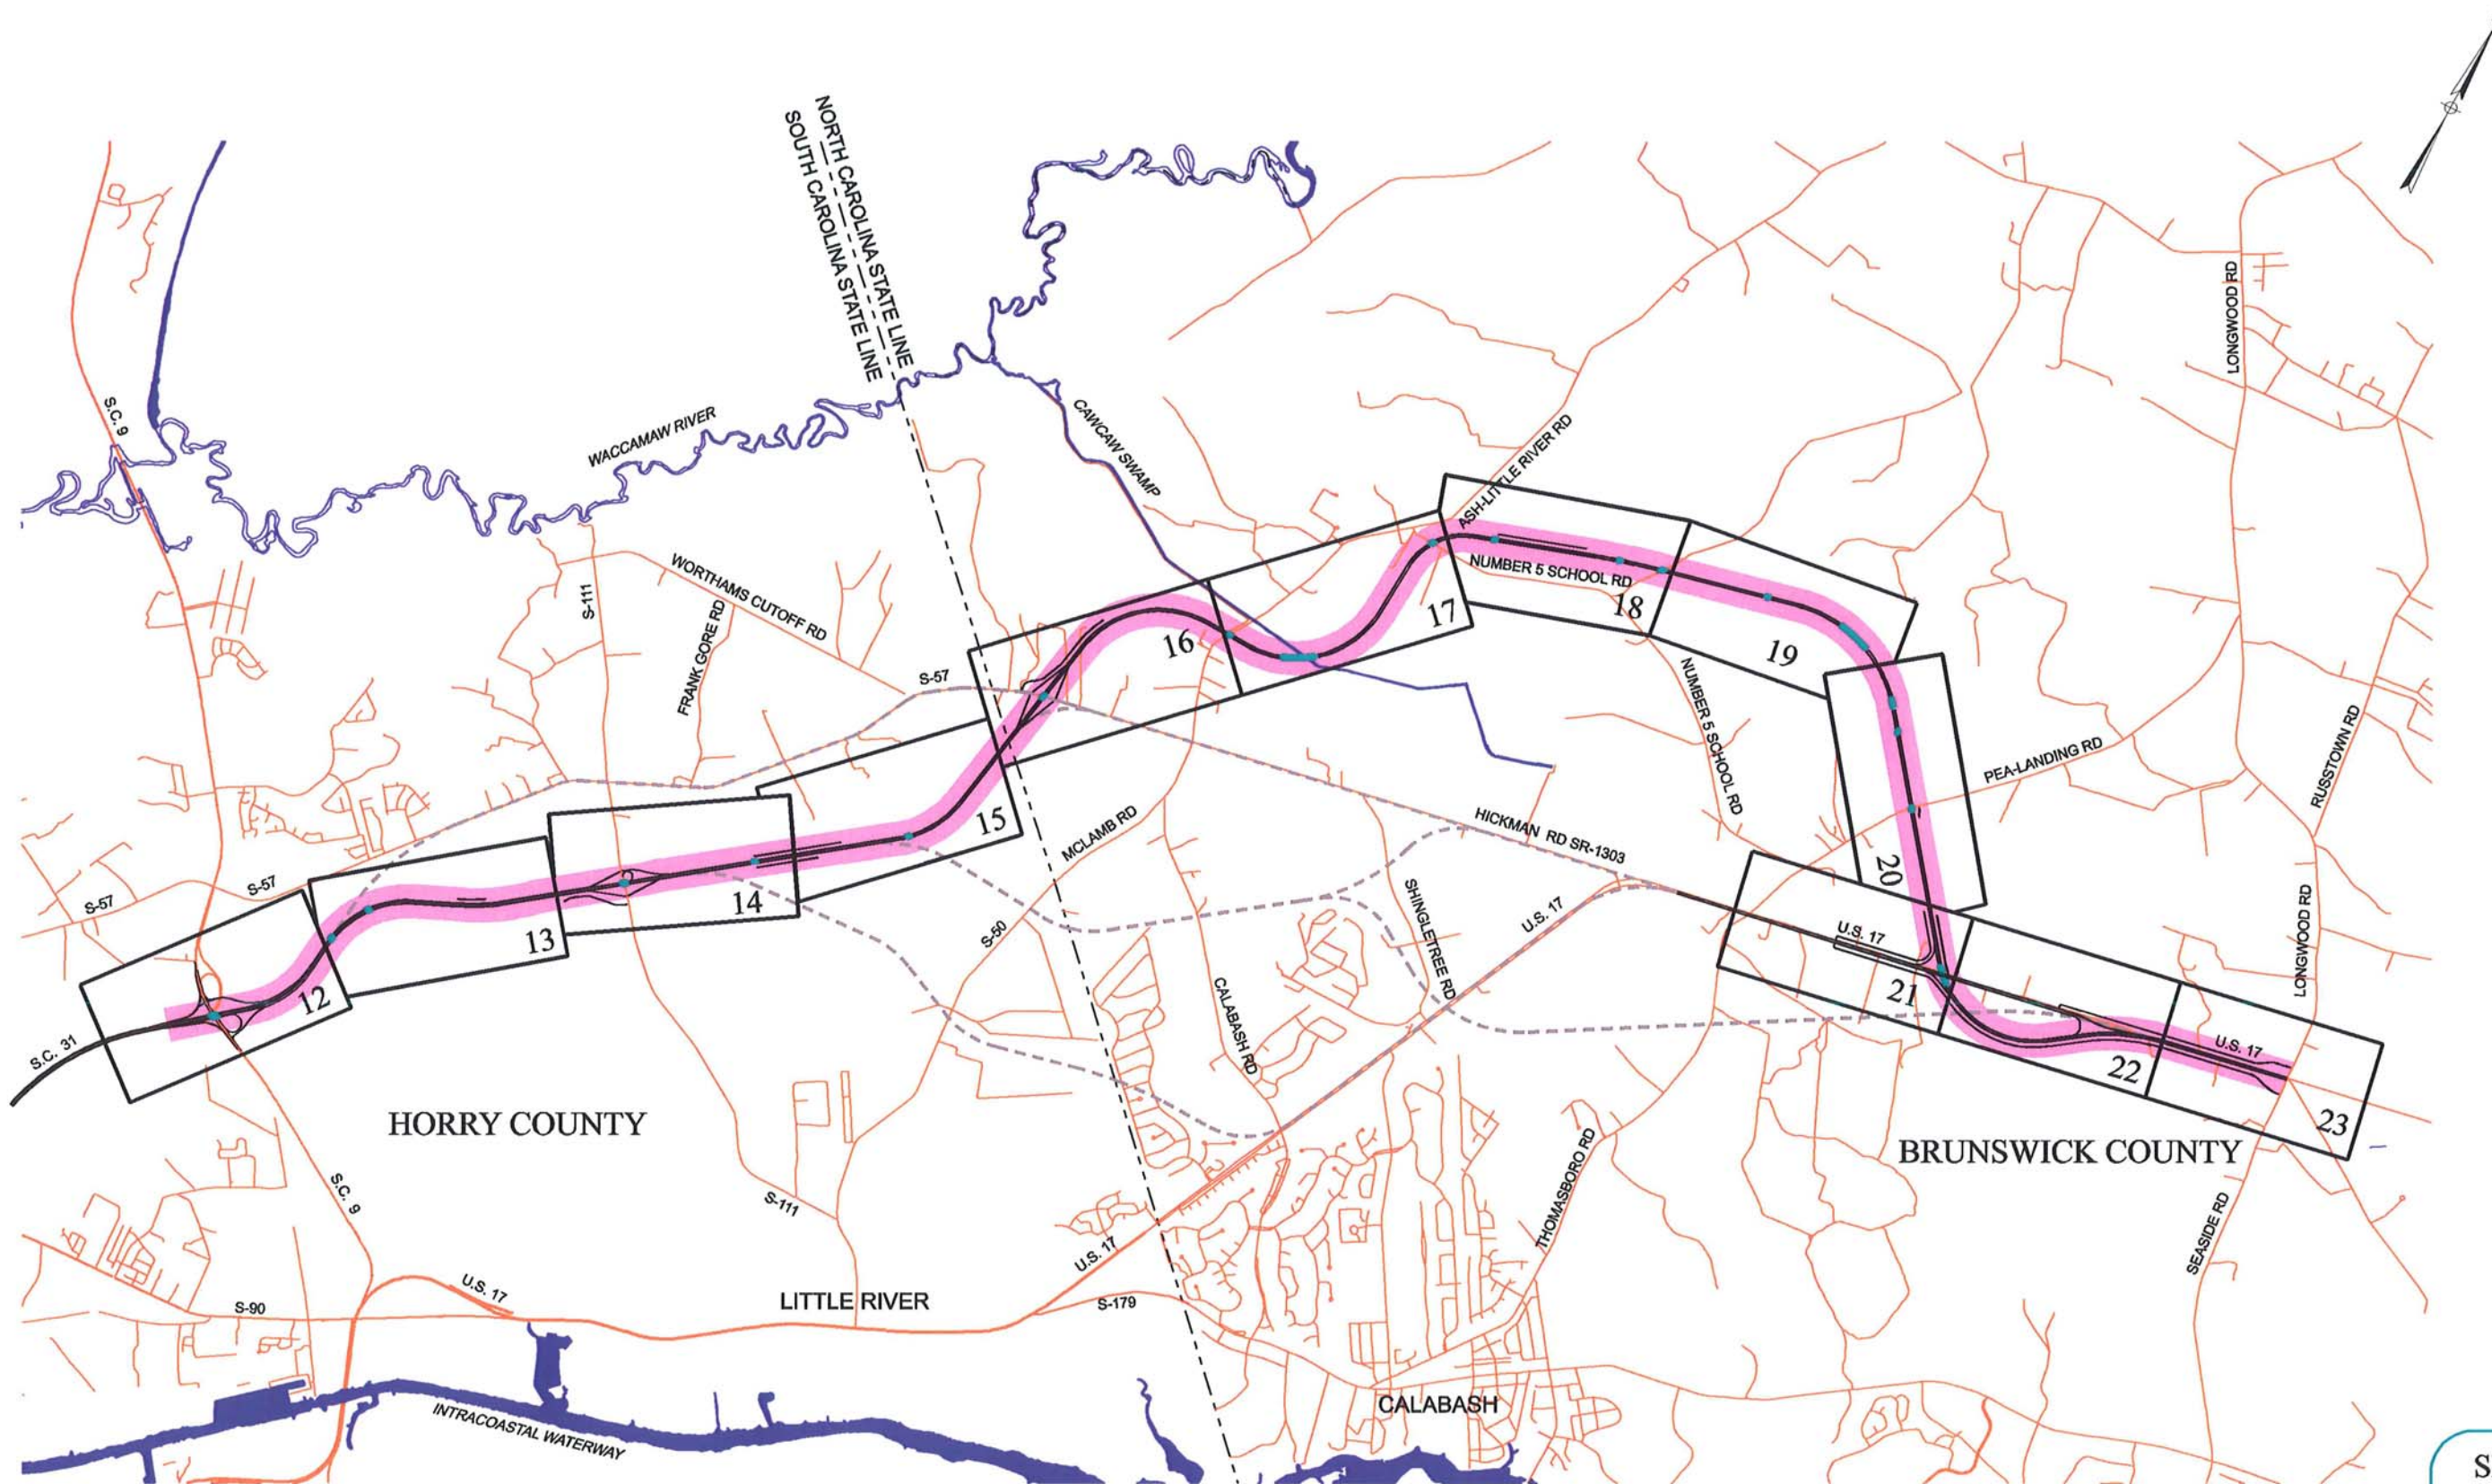 NORTH CAROLINA STATE LINE
SOUTH CAROLINA STATE LINE
LONGWOOD RD
S.C. 9
WACCAMAW RIVER
CAWCAW SWAMP
ASH-LITTLE RIVER RD
WORTHAMS CUTOFF RD
S-111
FRANK GORE RD
NUMBER 5 SCHOOL RD
18
17
16
19
S-57
NUMBER 5 SCHOOL RD
PEA-LANDING RD
RUSSTOWN RD
15
MCLAMB RD
HICKMAN RD SR-1303
20
S-57
S-57
14
13
S-50
SHINGLETREE RD
U.S. 17
U.S. 17
LONGWOOD RD
12
21
S.C. 31
CALABASH RD
U.S. 17
22
HORRY COUNTY
23
BRUNSWICK COUNTY
S.C. 9
S-111
THOMASBORO RD
SEASIDE RD
U.S. 17
U.S. 17
S-90
LITTLE RIVER
S-179
CALABASH
INTRACOASTAL WATERWAY